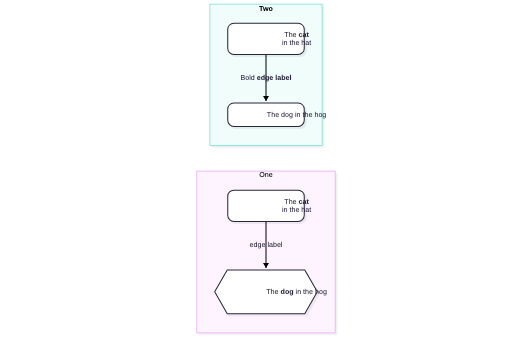 Two
The cat
in the hat
Bold edge label
The dog in the hog
One
The cat
in the hat
edge label
The dog in the hog